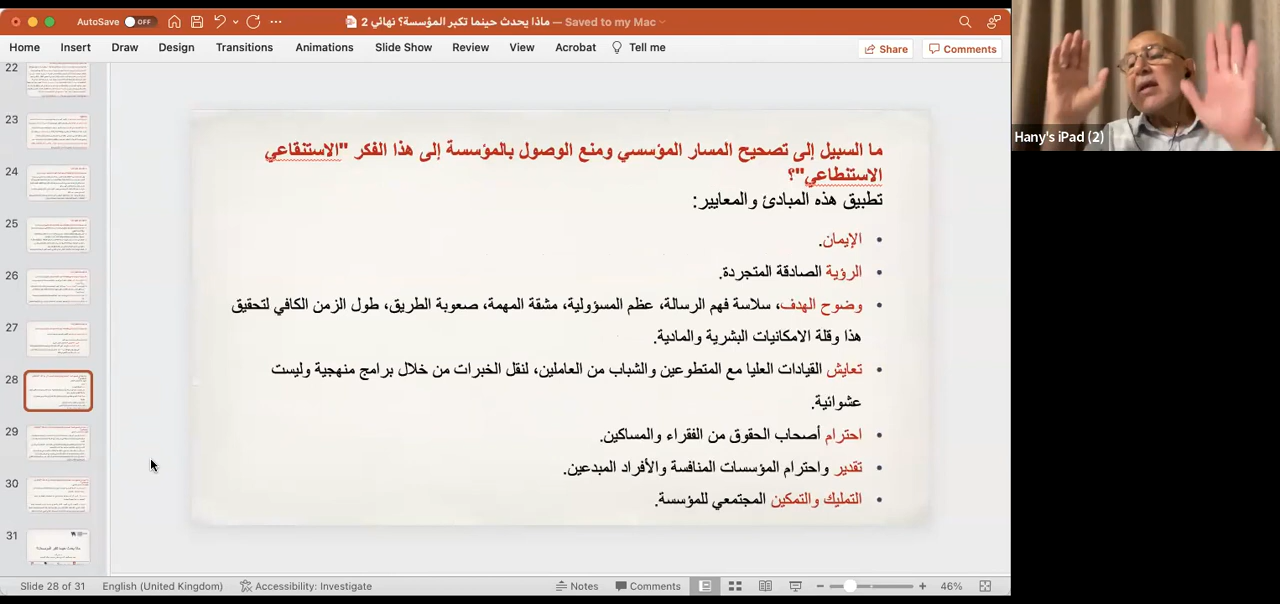 AutoSave OFF
ماذا يحدث حينما تكبر المؤسسة؟ نهائي 2 — Saved to my Mac
Home Insert Draw Design Transitions Animations Slide Show Review View Acrobat Tell me Share Comments
22
23
24
25
26
27
28
29
30
31
ما السبيل إلى تصحيح المسار المؤسسي ومنع الوصول بالمؤسسة إلى هذا الفكر "الاستنقاعي
الاستنطاعي"؟
تطبيق هذه المبادئ والمعايير:
• الإيمان.
• الرؤية الصادقة المتجردة.
• وضوح الهدف، سلاسة فهم الرسالة، عظم المسؤولية، مشقة المهمة، صعوبة الطريق، طول الزمن الكافي لتحقيق
هذا وقلة الامكانيات البشرية والمادية.
• تعايش القيادات العليا مع المتطوعين والشباب من العاملين، لنقل الخبرات من خلال برامج منهجية وليست
عشوائية.
• احترام أصحاب الحقوق من الفقراء والمساكين.
• تقدير واحترام المؤسسات المنافسة والأفراد المبدعين.
• التمليك والتمكين المجتمعي للمؤسسة.
Hany's iPad (2)
Slide 28 of 31 English (United Kingdom) Accessibility: Investigate Notes Comments 46%